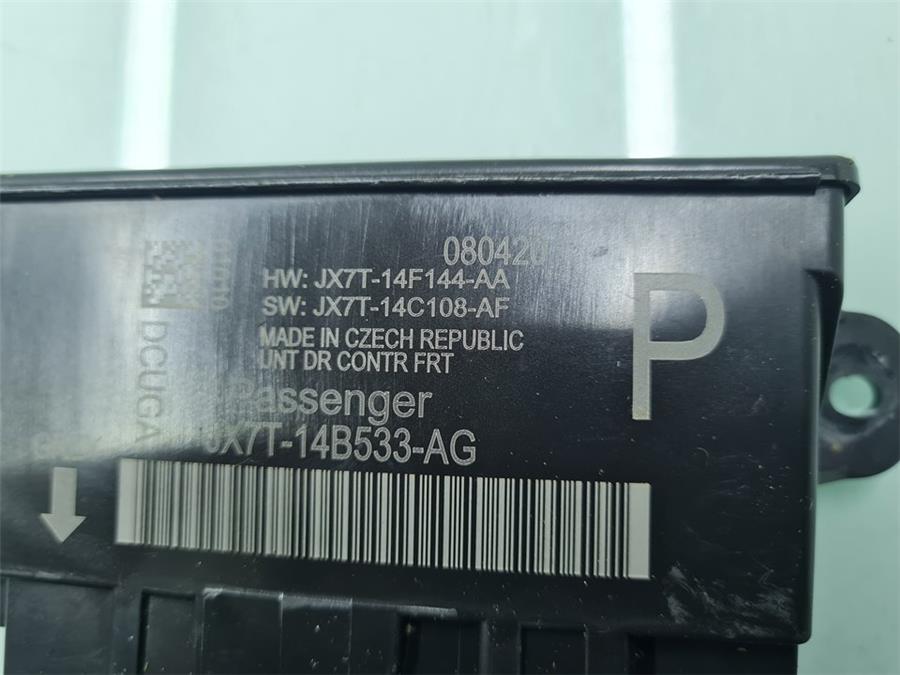 080420
HW: JX7T-14F144-AA
SW: JX7T-14C108-AF
MADE IN CZECH REPUBLIC
UNT DR CONTR FRT
P
DCUGA
Passenger
JX7T-14B533-AG